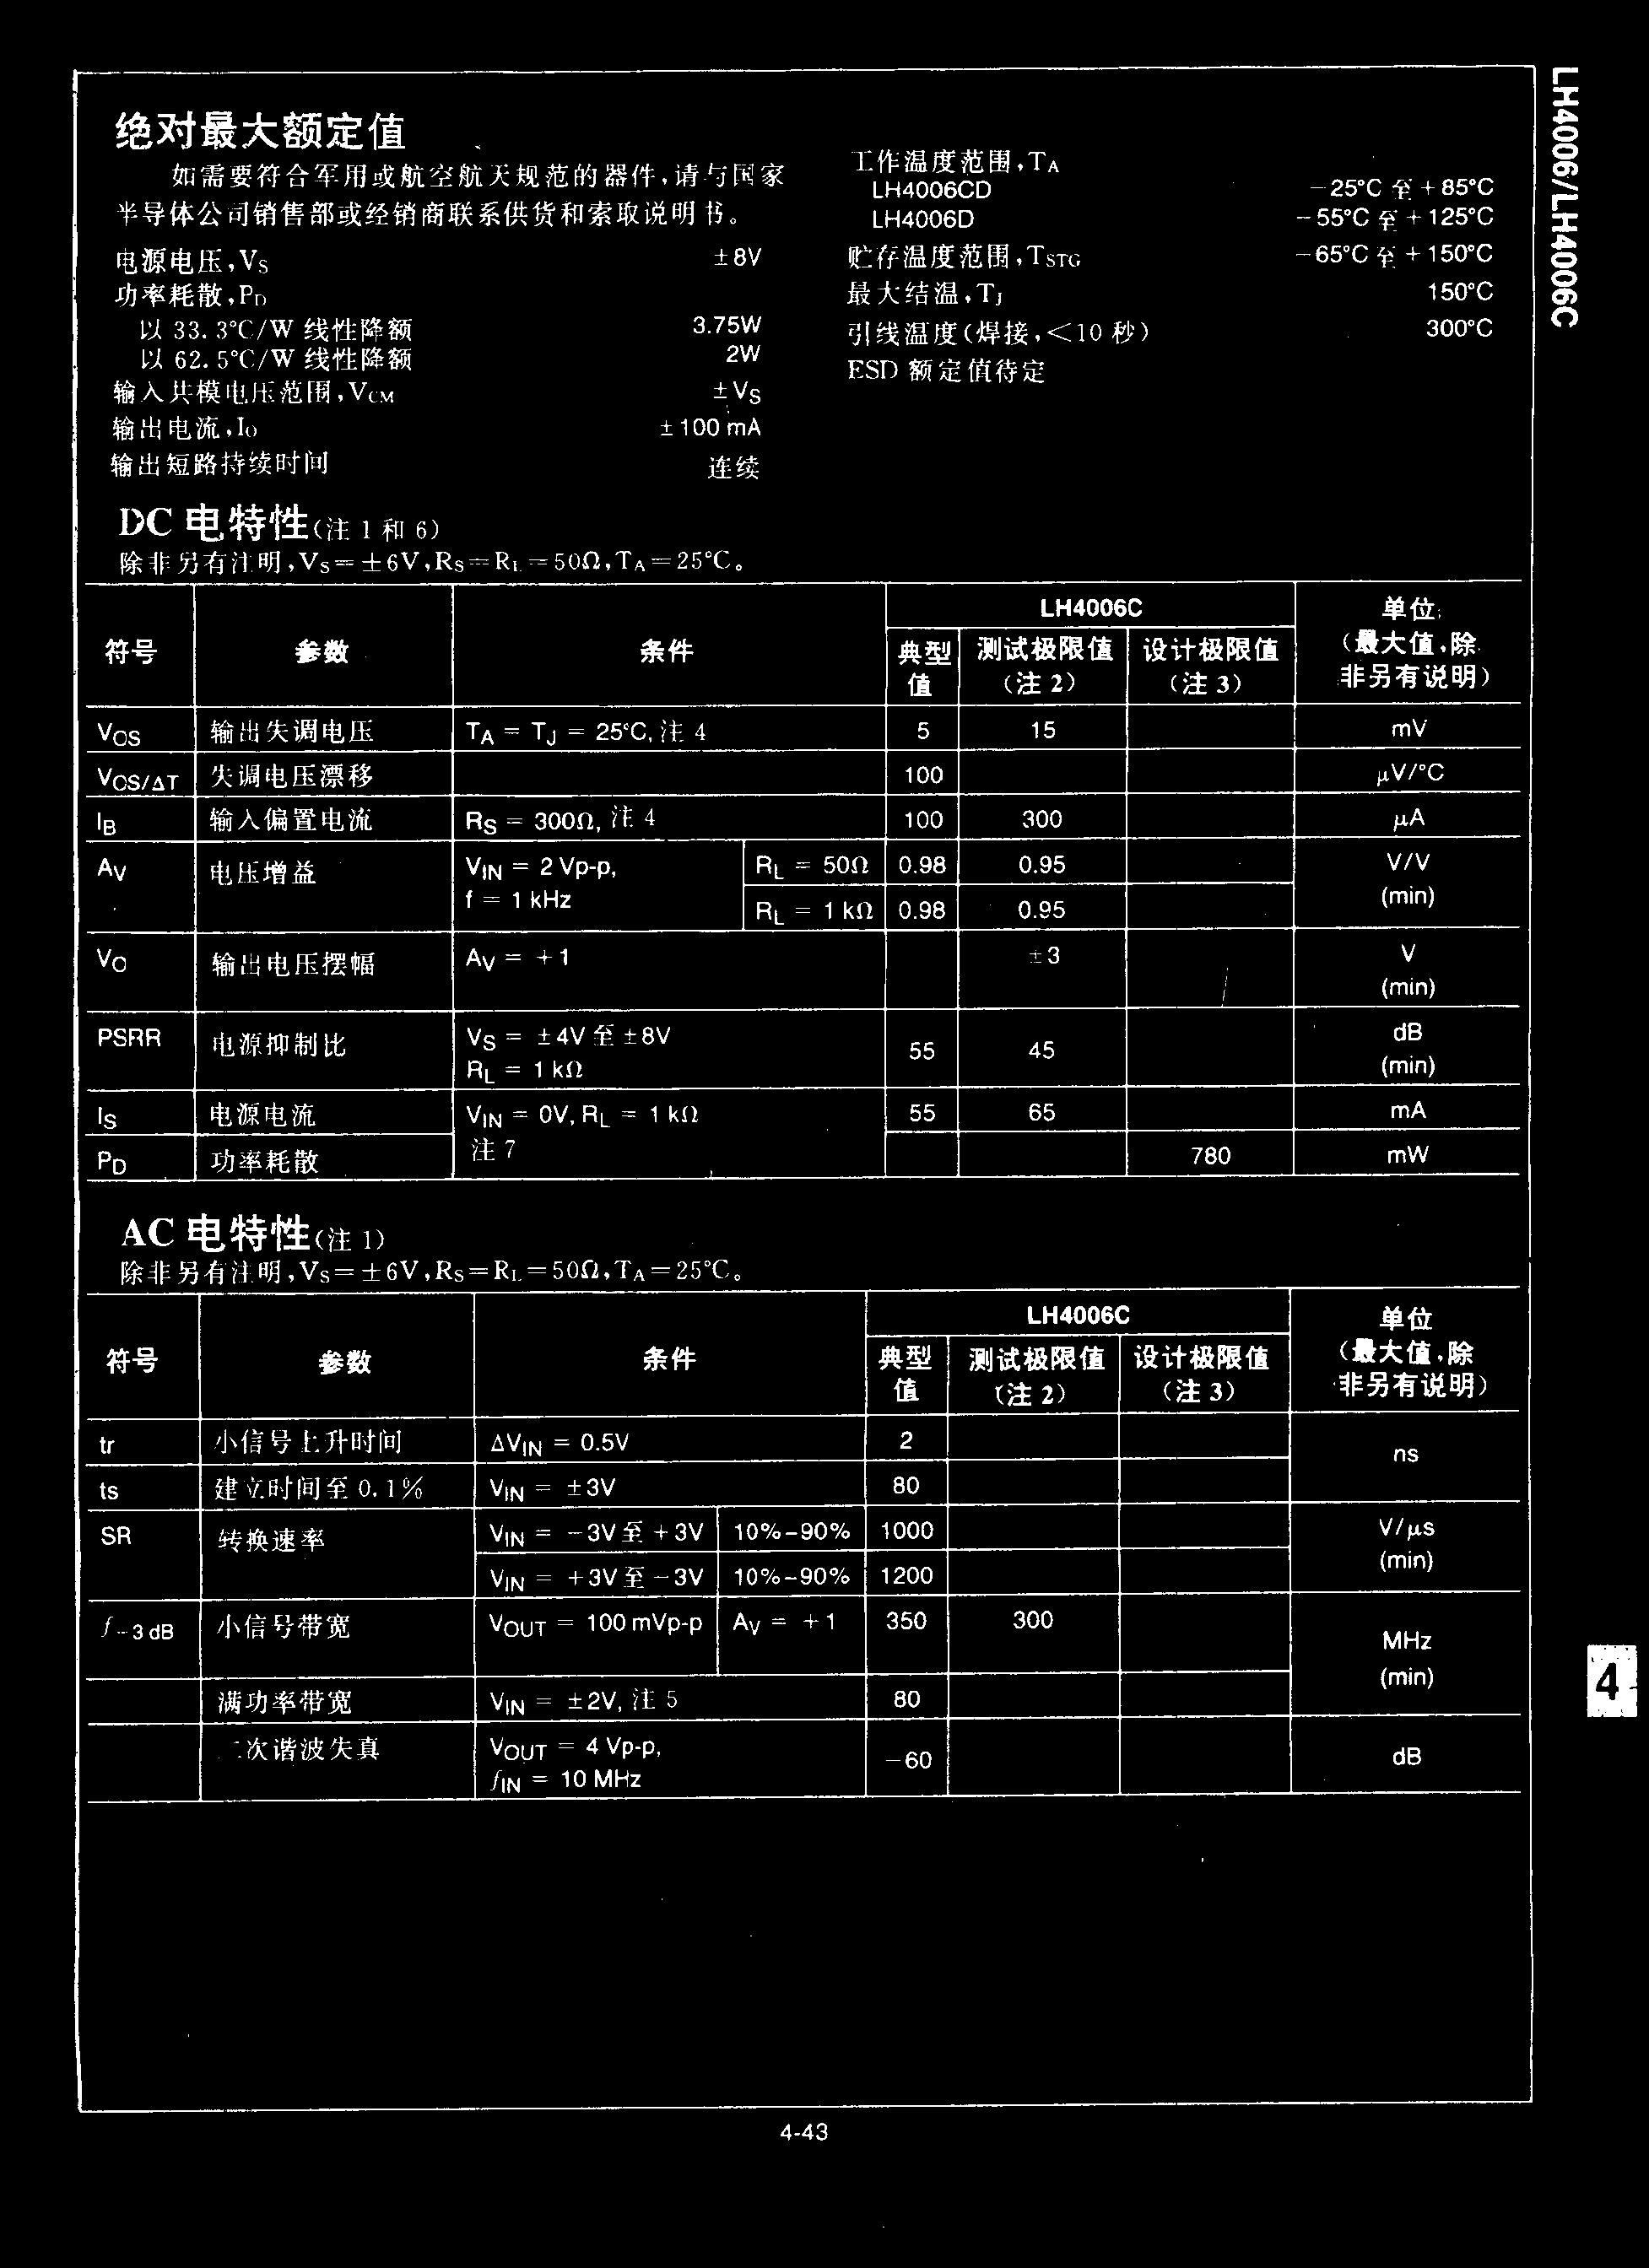 LH4006/LH4006C
绝对最大额定值
如需要符合军用或航空航天规范的器件,请与国家
半导体公司销售部或经销商联系供货和索取说明书。
电源电压,VS ±8V
功率耗散,PD
以 33.3°C/W 线性降额 3.75W
以 62.5°C/W 线性降额 2W
输入共模电压范围,VCM ±VS
输出电流,IO ±100 mA
输出短路持续时间 连续
工作温度范围,TA
LH4006CD −25°C 至 +85°C
LH4006D −55°C 至 +125°C
贮存温度范围,TSTG −65°C 至 +150°C
最大结温,TJ 150°C
引线温度(焊接,<10 秒) 300°C
ESD 额定值待定
DC 电特性(注 1 和 6)
除非另有注明,VS=±6V,RS=RL=50Ω,TA=25°C。
符号 参数 条件 LH4006C 单位
(最大值,除
非另有说明)
典型
值 测试极限值
(注 2) 设计极限值
(注 3)
VOS 输出失调电压 TA = TJ = 25°C, 注 4 5 15 mV
VOS/ΔT 失调电压漂移 100 μV/°C
IB 输入偏置电流 RS = 300Ω, 注 4 100 300 μA
AV 电压增益 VIN = 2 Vp-p, RL = 50Ω 0.98 0.95 V/V
f = 1 kHz RL = 1 kΩ 0.98 0.95 (min)
VO 输出电压摆幅 AV = +1 ±3 V
(min)
PSRR 电源抑制比 VS = ±4V 至 ±8V 55 45 dB
RL = 1 kΩ (min)
IS 电源电流 VIN = 0V, RL = 1 kΩ 55 65 mA
PD 功率耗散 注 7 780 mW
AC 电特性(注 1)
除非另有注明,VS=±6V,RS=RL=50Ω,TA=25°C。
符号 参数 条件 LH4006C 单位
(最大值,除
非另有说明)
典型
值 测试极限值
(注 2) 设计极限值
(注 3)
tr 小信号上升时间 ΔVIN = 0.5V 2 ns
ts 建立时间至 0.1% VIN = ±3V 80
SR 转换速率 VIN = −3V 至 +3V 10%-90% 1000 V/μs
VIN = +3V 至 −3V 10%-90% 1200 (min)
f−3 dB 小信号带宽 VOUT = 100 mVp-p AV = +1 350 300 MHz
(min)
满功率带宽 VIN = ±2V, 注 5 80
二次谐波失真 VOUT = 4 Vp-p, −60 dB
fIN = 10 MHz
4
4-43